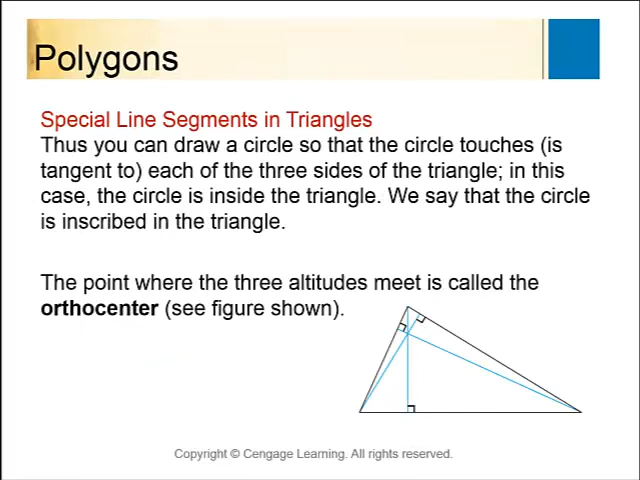 Polygons
Special Line Segments in Triangles
Thus you can draw a circle so that the circle touches (is
tangent to) each of the three sides of the triangle; in this
case, the circle is inside the triangle. We say that the circle
is inscribed in the triangle.
The point where the three altitudes meet is called the
orthocenter (see figure shown).
Copyright © Cengage Learning. All rights reserved.